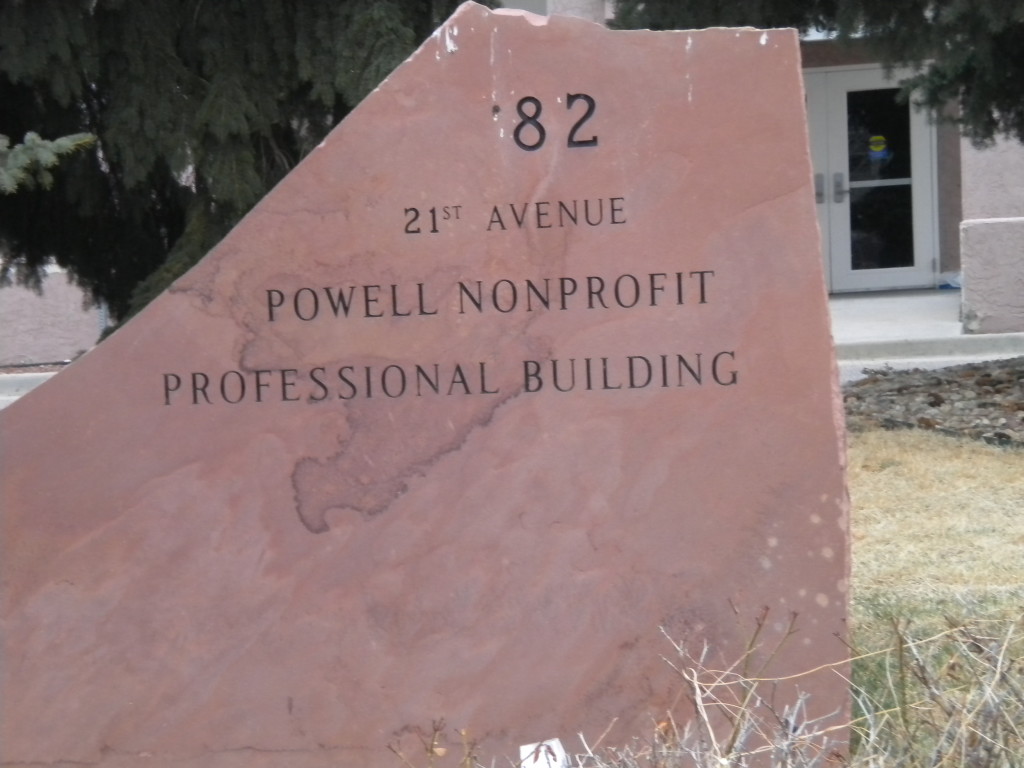 82
21ST AVENUE
POWELL NONPROFIT
PROFESSIONAL BUILDING